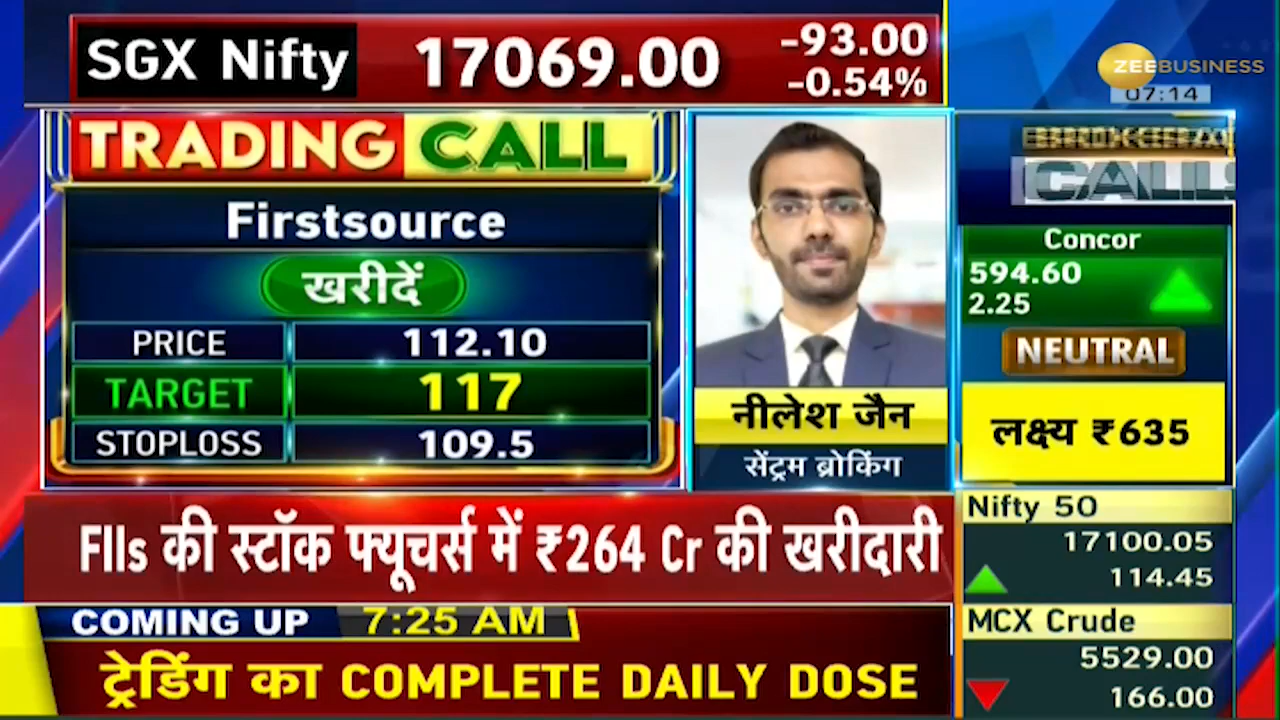 SGX Nifty 17069.00 -93.00
-0.54%
ZEEBUSINESS
07:14
TRADING CALL
Firstsource
खरीदें
PRICE 112.10
TARGET 117
STOPLOSS 109.5
नीलेश जैन
सेंट्रम ब्रोकिंग
Concor
594.60
2.25
NEUTRAL
लक्ष्य ₹635
FIIs की स्टॉक फ्यूचर्स में ₹264 Cr की खरीदारी
Nifty 50
17100.05
114.45
MCX Crude
5529.00
166.00
COMING UP 7:25 AM
ट्रेडिंग का COMPLETE DAILY DOSE